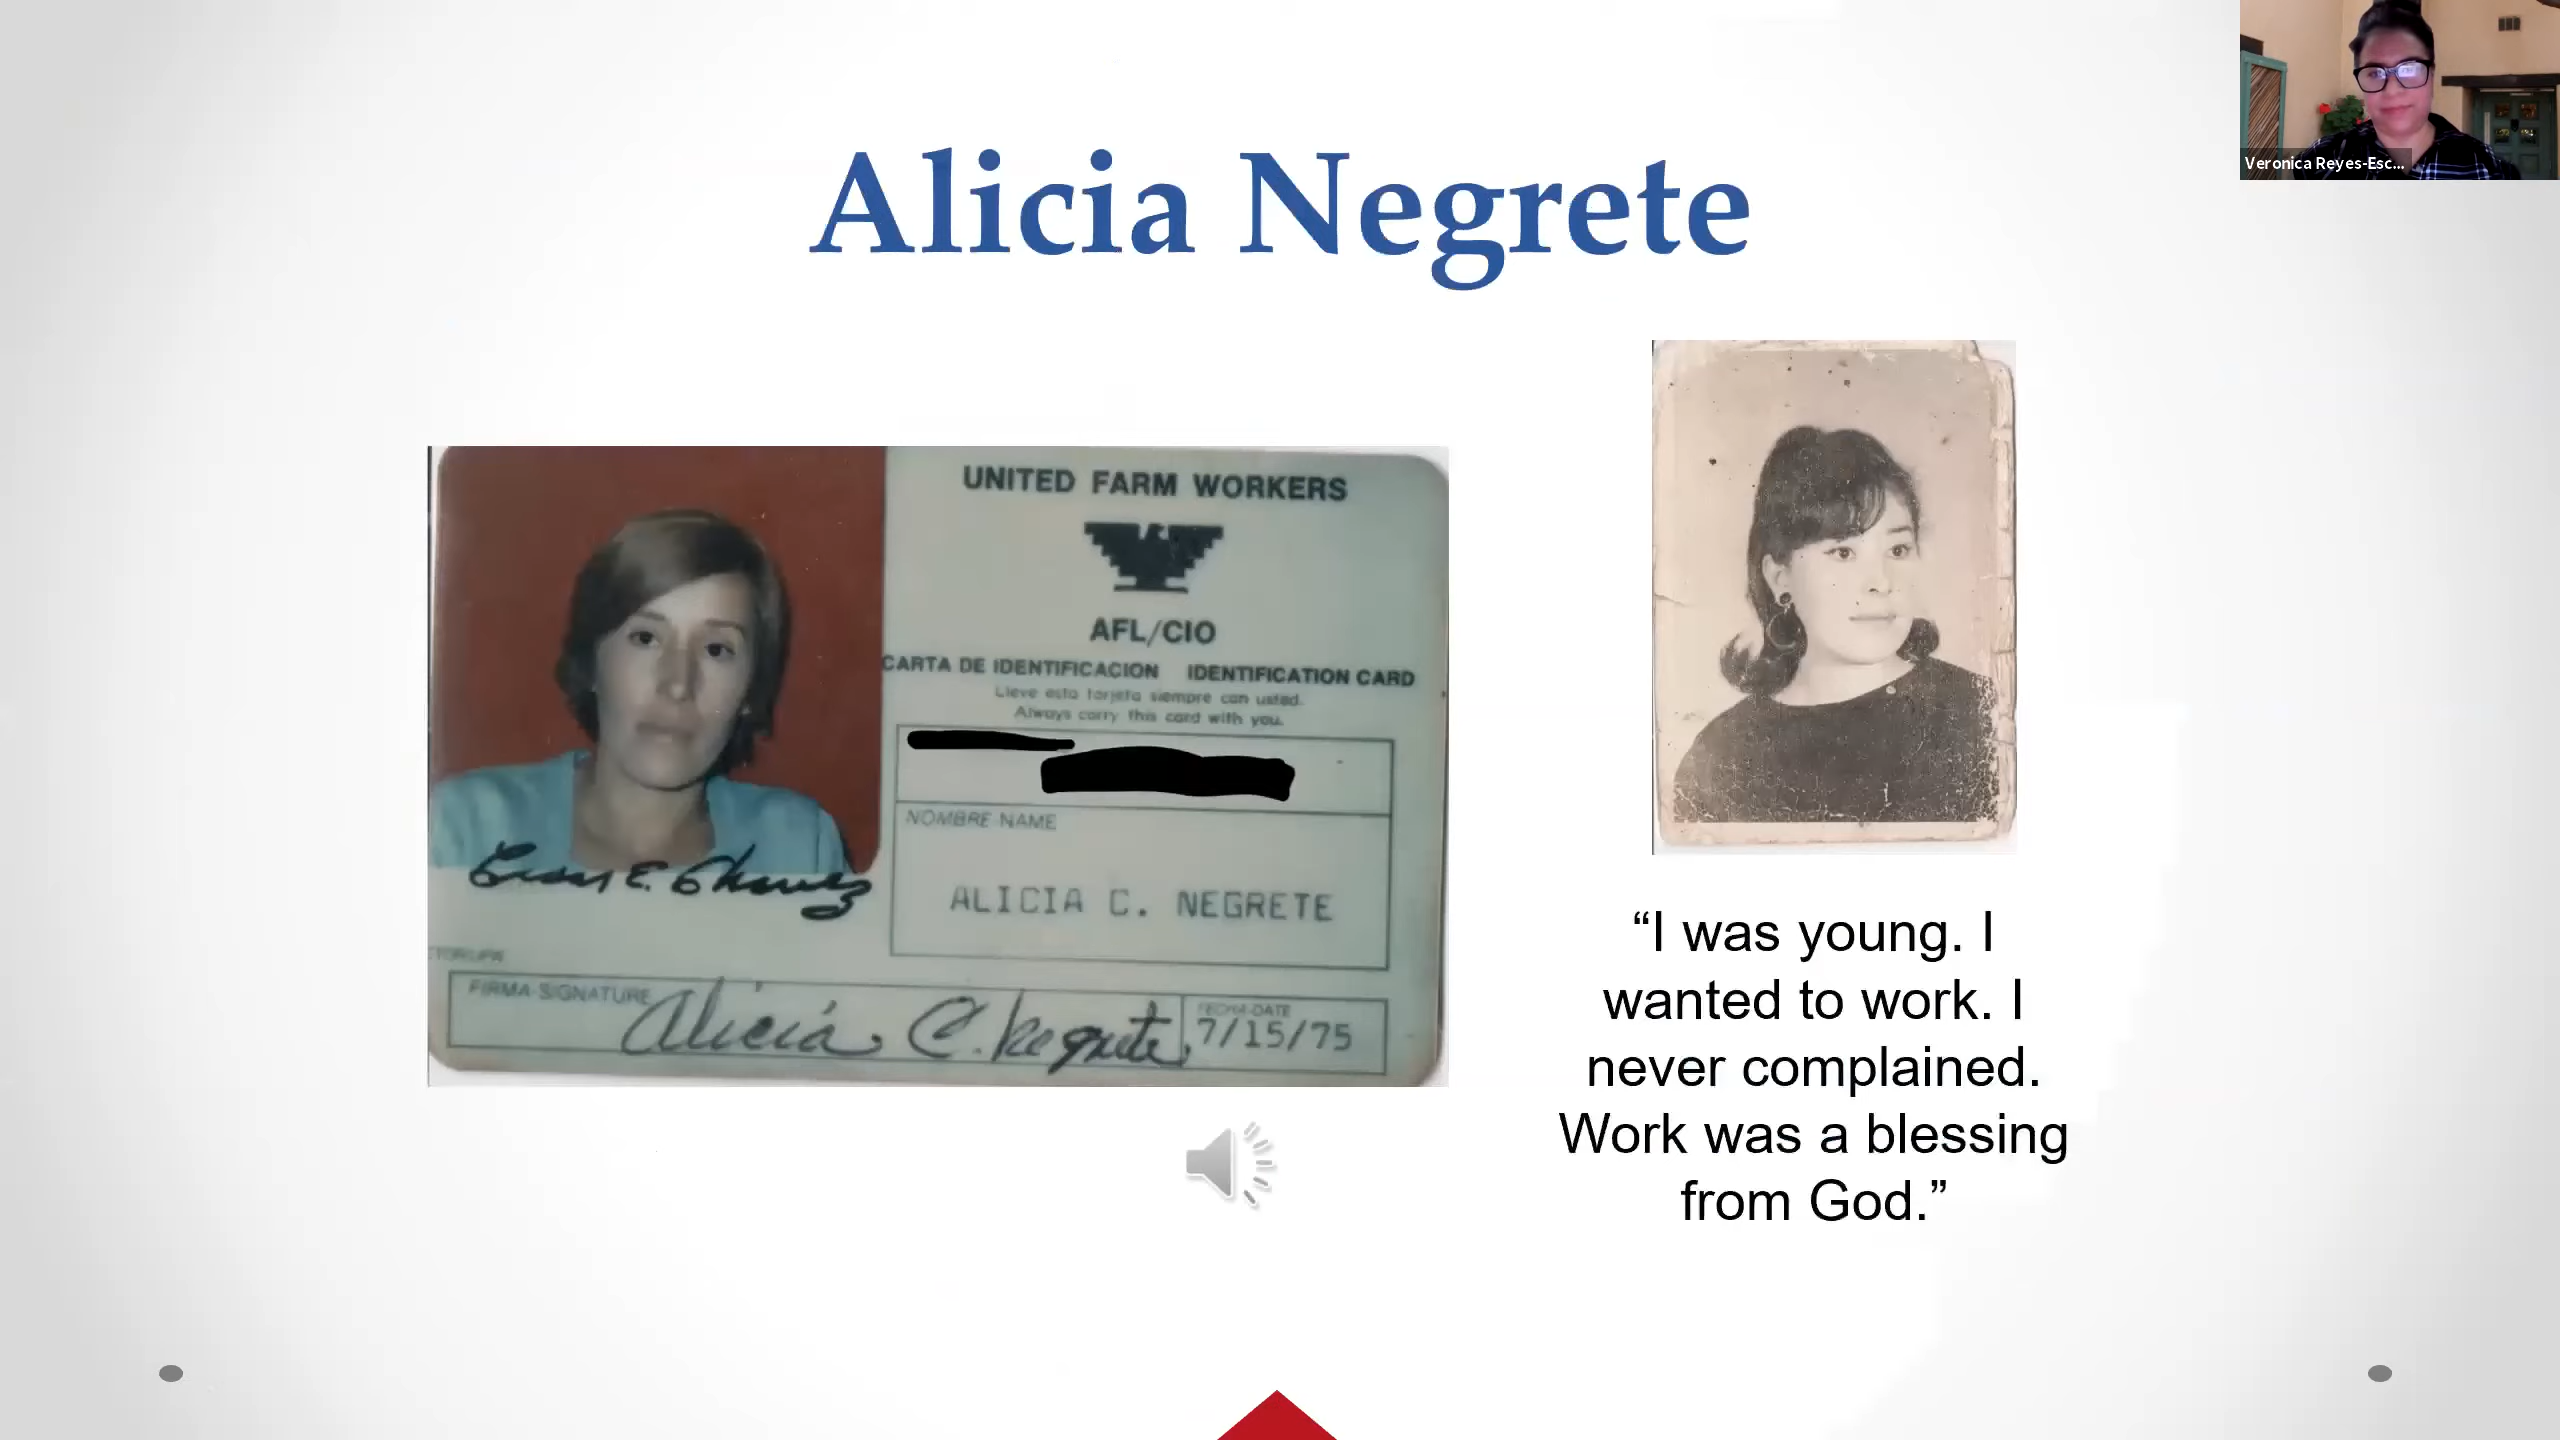 Alicia Negrete
Veronica Reyes-Esc...
UNITED FARM WORKERS
AFL/CIO
CARTA DE IDENTIFICACION IDENTIFICATION CARD
Lleve esta tarjeta siempre con usted.
Always carry this card with you.
NOMBRE-NAME
ALICIA C. NEGRETE
Cesar E. Chavez
FIRMA-SIGNATURE
Alicia C. Negrete
FECHA-DATE
7/15/75
“I was young. I
wanted to work. I
never complained.
Work was a blessing
from God.”